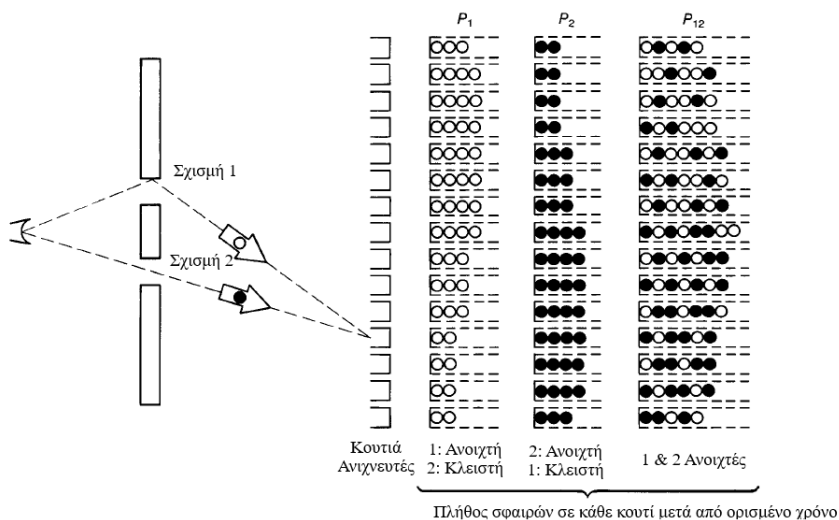 P1
P2
P12
Σχισμή 1
Σχισμή 2
Κουτιά
Ανιχνευτές
1: Ανοιχτή
2: Κλειστή
2: Ανοιχτή
1: Κλειστή
1 & 2 Ανοιχτές
Πλήθος σφαιρών σε κάθε κουτί μετά από ορισμένο χρόνο